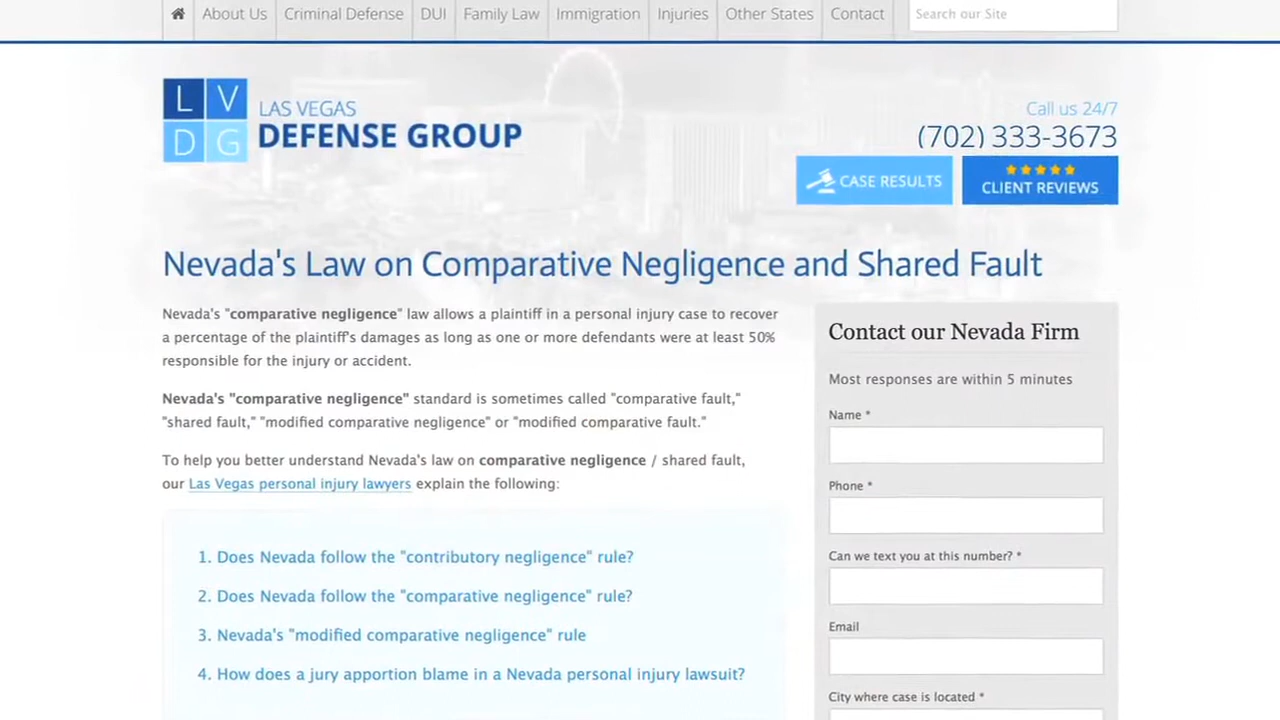 About Us
Criminal Defense
DUI
Family Law
Immigration
Injuries
Other States
Contact
Search our Site
L V
D G
LAS VEGAS
DEFENSE GROUP
Call us 24/7
(702) 333-3673
CASE RESULTS
CLIENT REVIEWS
Nevada's Law on Comparative Negligence and Shared Fault
Nevada's "comparative negligence" law allows a plaintiff in a personal injury case to recover
a percentage of the plaintiff's damages as long as one or more defendants were at least 50%
responsible for the injury or accident.
Nevada's "comparative negligence" standard is sometimes called "comparative fault,"
"shared fault," "modified comparative negligence" or "modified comparative fault."
To help you better understand Nevada's law on comparative negligence / shared fault,
our Las Vegas personal injury lawyers explain the following:
1. Does Nevada follow the "contributory negligence" rule?
2. Does Nevada follow the "comparative negligence" rule?
3. Nevada's "modified comparative negligence" rule
4. How does a jury apportion blame in a Nevada personal injury lawsuit?
Contact our Nevada Firm
Most responses are within 5 minutes
Name *
Phone *
Can we text you at this number? *
Email
City where case is located *